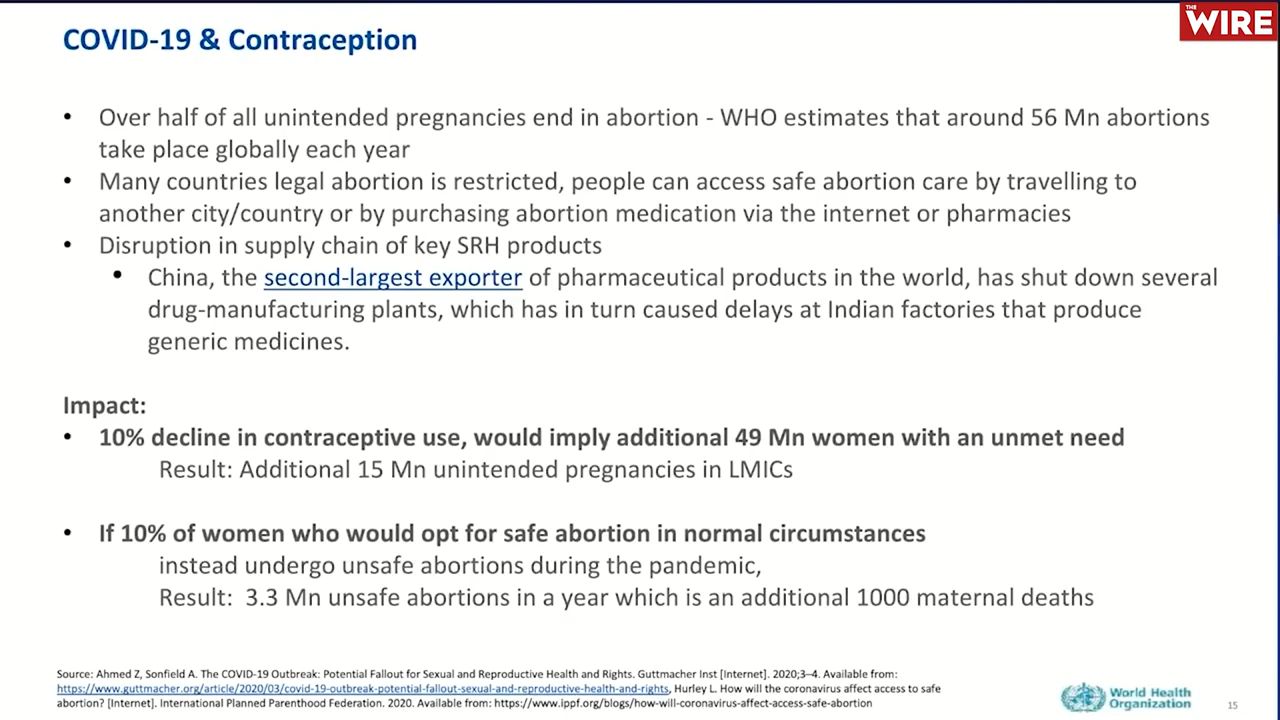 COVID-19 & Contraception
THE
WIRE
• Over half of all unintended pregnancies end in abortion - WHO estimates that around 56 Mn abortions
take place globally each year
• Many countries legal abortion is restricted, people can access safe abortion care by travelling to
another city/country or by purchasing abortion medication via the internet or pharmacies
• Disruption in supply chain of key SRH products
• China, the second-largest exporter of pharmaceutical products in the world, has shut down several
drug-manufacturing plants, which has in turn caused delays at Indian factories that produce
generic medicines.
Impact:
• 10% decline in contraceptive use, would imply additional 49 Mn women with an unmet need
Result: Additional 15 Mn unintended pregnancies in LMICs
• If 10% of women who would opt for safe abortion in normal circumstances
instead undergo unsafe abortions during the pandemic,
Result: 3.3 Mn unsafe abortions in a year which is an additional 1000 maternal deaths
Source: Ahmed Z, Sonfield A. The COVID-19 Outbreak: Potential Fallout for Sexual and Reproductive Health and Rights. Guttmacher Inst [Internet]. 2020;3–4. Available from:
https://www.guttmacher.org/article/2020/03/covid-19-outbreak-potential-fallout-sexual-and-reproductive-health-and-rights, Hurley L. How will the coronavirus affect access to safe
abortion? [Internet]. International Planned Parenthood Federation. 2020. Available from: https://www.ippf.org/blogs/how-will-coronavirus-affect-access-safe-abortion
World Health
Organization
15